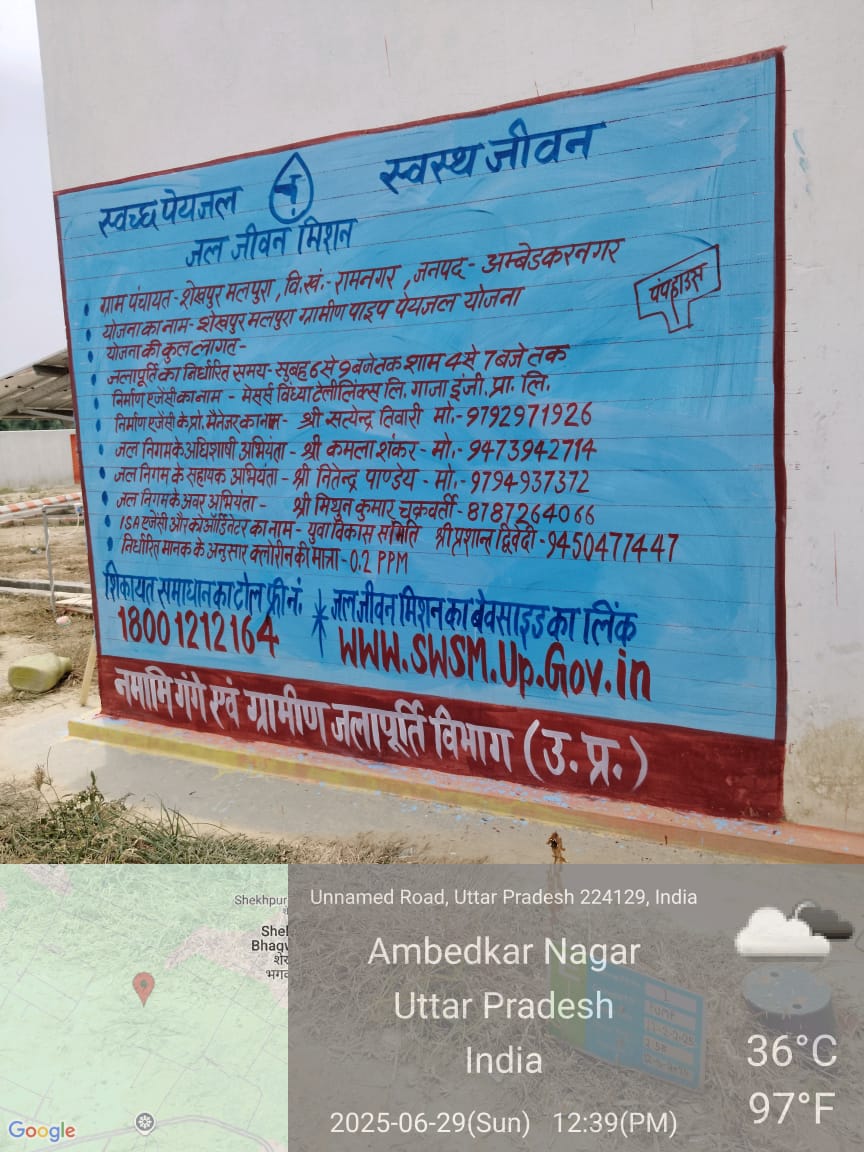 स्वच्छ पेयजल
स्वस्थ जीवन
जल जीवन मिशन
ग्राम पंचायत - शेखपुर मलपुरा, वि.खं.- रामनगर, जनपद - अम्बेडकरनगर
योजना का नाम - शेखपुर मलपुरा ग्रामीण पाइप पेयजल योजना
योजना की कुल लागत -
जलापूर्ति का निर्धारित समय - सुबह 6 से 9 बजे तक शाम 4 से 7 बजे तक
निर्माण एजेंसी का नाम - मेसर्स विंध्या टेलीलिंक्स लि. गाजा इंजी. प्रा. लि.
निर्माण एजेंसी के प्रो. मैनेजर का नाम - श्री सत्येन्द्र तिवारी मो.- 9792971926
जल निगम के अधिशाषी अभियंता - श्री कमला शंकर - मो.- 9473942714
जल निगम के सहायक अभियंता - श्री नितेन्द्र पाण्डेय - मो.- 9794937372
जल निगम के अवर अभियंता - श्री मिथुन कुमार चक्रवर्ती - 8787264066
ISA एजेंसी और कोऑर्डिनेटर का नाम - युवा विकास समिति श्री प्रशान्त द्विवेदी - 9450477447
निर्धारित मानक के अनुसार क्लोरीन की मात्रा - 0.2 PPM
पंपहाउस
शिकायत समाधान का टोल फ्री नं.
18001212164
जल जीवन मिशन का बेवसाइड का लिंक
WWW.SWSM.Up.Gov.in
नमामि गंगे एवं ग्रामीण जलापूर्ति विभाग (उ.प्र.)
Unnamed Road, Uttar Pradesh 224129, India
Ambedkar Nagar
Uttar Pradesh
India
2025-06-29(Sun) 12:39(PM)
36°C
97°F
Shekhpur
Google